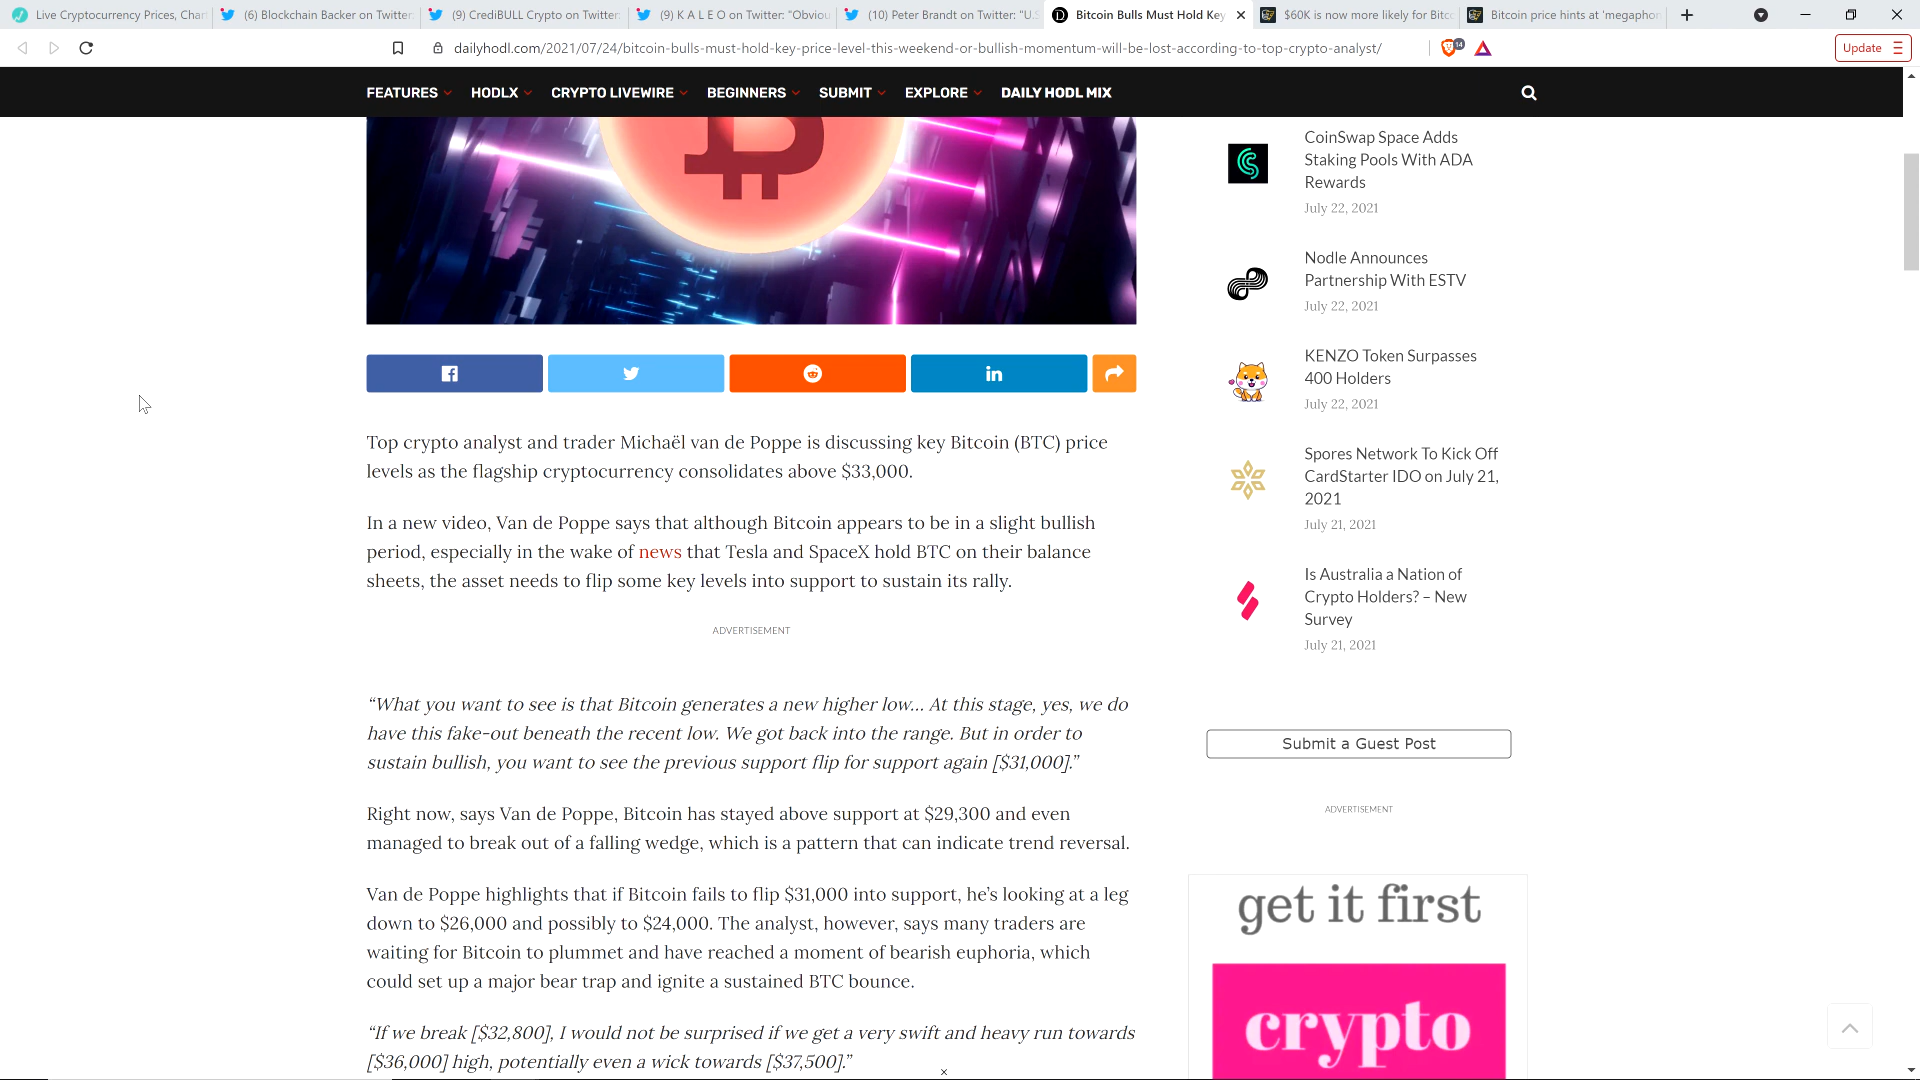 Live Cryptocurrency Prices, Char
(6) Blockchain Backer on Twitter
(9) CrediBULL Crypto on Twitter
(9) K A L E O on Twitter: "Obviou
(10) Peter Brandt on Twitter: "U.S
Bitcoin Bulls Must Hold Key
$60K is now more likely for Bitc
Bitcoin price hints at 'megaphor
dailyhodl.com/2021/07/24/bitcoin-bulls-must-hold-key-price-level-this-weekend-or-bullish-momentum-will-be-lost-according-to-top-crypto-analyst/
14
Update
FEATURES HODLX CRYPTO LIVEWIRE BEGINNERS SUBMIT EXPLORE DAILY HODL MIX
Top crypto analyst and trader Michaël van de Poppe is discussing key Bitcoin (BTC) price
levels as the flagship cryptocurrency consolidates above $33,000.
In a new video, Van de Poppe says that although Bitcoin appears to be in a slight bullish
period, especially in the wake of news that Tesla and SpaceX hold BTC on their balance
sheets, the asset needs to flip some key levels into support to sustain its rally.
ADVERTISEMENT
“What you want to see is that Bitcoin generates a new higher low… At this stage, yes, we do
have this fake-out beneath the recent low. We got back into the range. But in order to
sustain bullish, you want to see the previous support flip for support again [$31,000].”
Right now, says Van de Poppe, Bitcoin has stayed above support at $29,300 and even
managed to break out of a falling wedge, which is a pattern that can indicate trend reversal.
Van de Poppe highlights that if Bitcoin fails to flip $31,000 into support, he’s looking at a leg
down to $26,000 and possibly to $24,000. The analyst, however, says many traders are
waiting for Bitcoin to plummet and have reached a moment of bearish euphoria, which
could set up a major bear trap and ignite a sustained BTC bounce.
“If we break [$32,800], I would not be surprised if we get a very swift and heavy run towards
[$36,000] high, potentially even a wick towards [$37,500].”
CoinSwap Space Adds
Staking Pools With ADA
Rewards
July 22, 2021
Nodle Announces
Partnership With ESTV
July 22, 2021
KENZO Token Surpasses
400 Holders
July 22, 2021
Spores Network To Kick Off
CardStarter IDO on July 21,
2021
July 21, 2021
Is Australia a Nation of
Crypto Holders? – New
Survey
July 21, 2021
Submit a Guest Post
ADVERTISEMENT
get it first
crypto